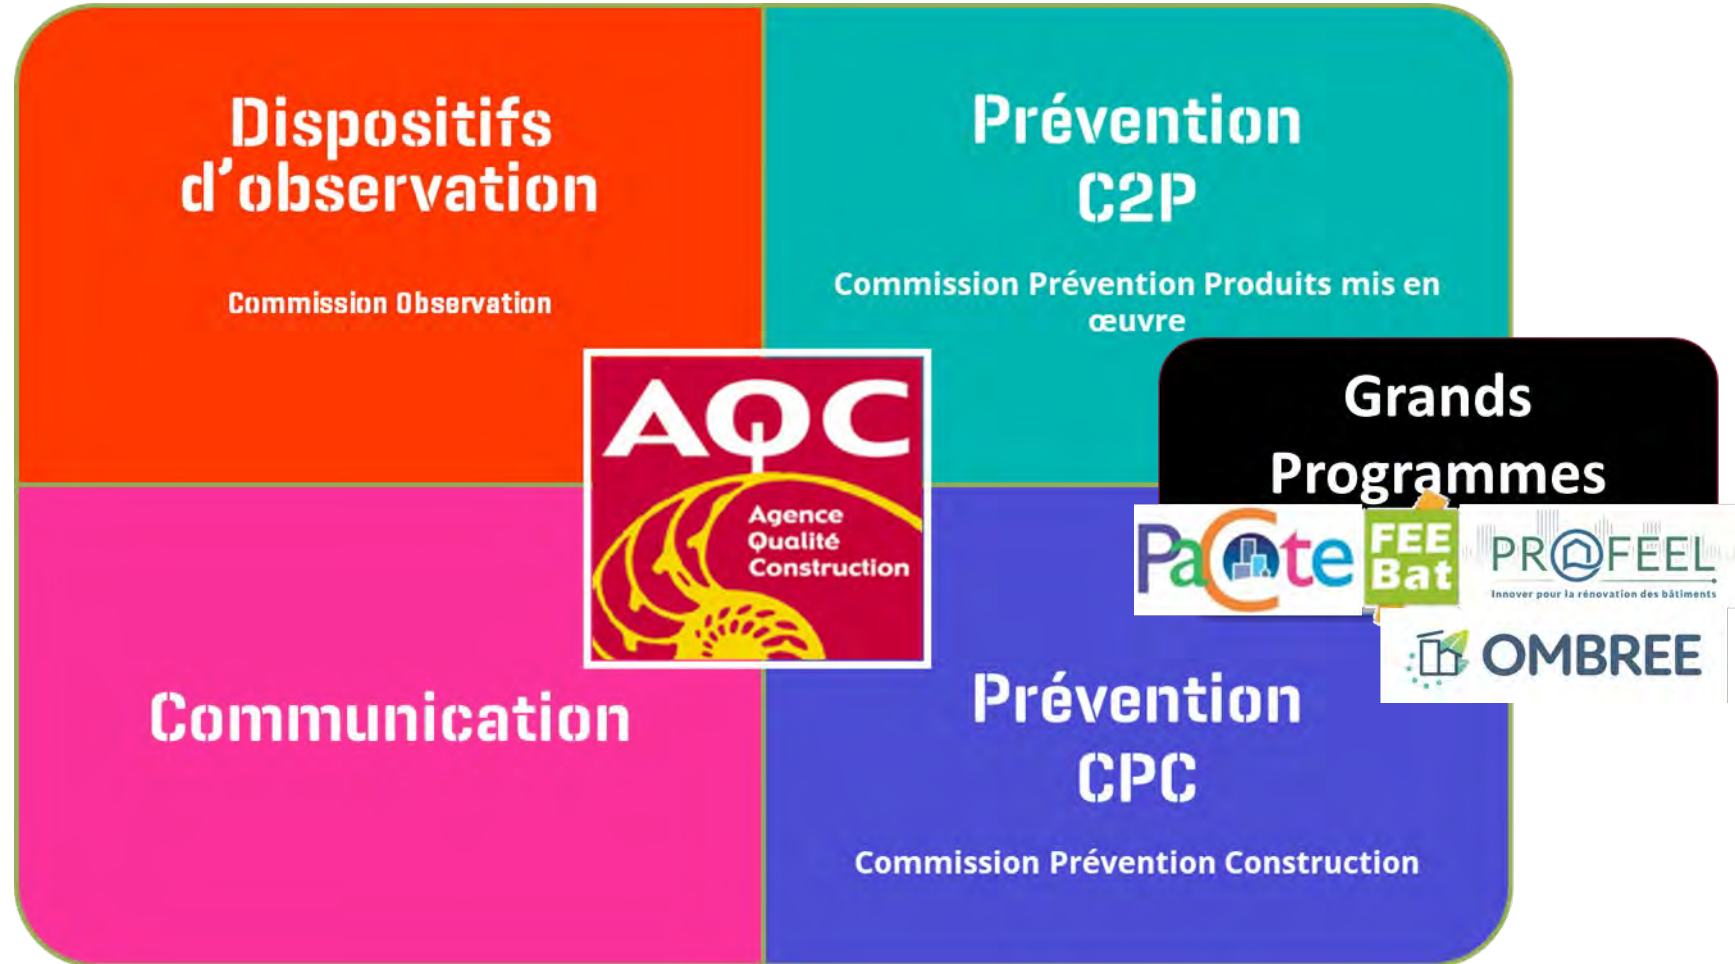 Dispositifs
d’observation
Commission Observation
Prévention
C2P
Commission Prévention Produits mis en
œuvre
AQC
Agence
Qualité
Construction
Grands
Programmes
PaCte
FEE
Bat
PROFEEL
Innover pour la rénovation des bâtiments
OMBREE
Communication
Prévention
CPC
Commission Prévention Construction